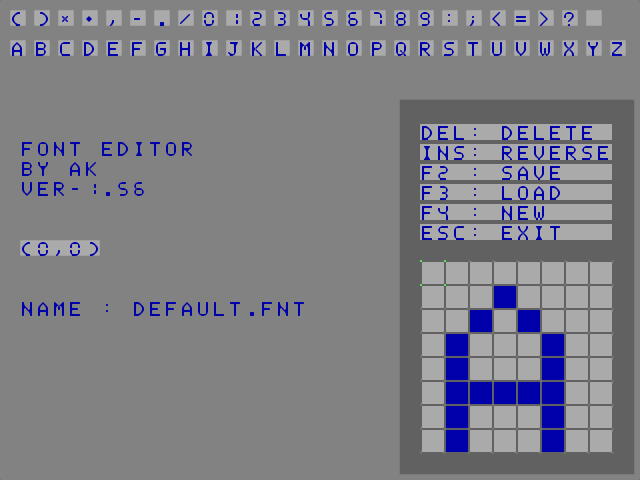 ( ) × ◆ , - . / 0 1 2 3 4 5 6 7 8 9 : ; < = > ?
A B C D E F G H I J K L M N O P Q R S T U V W X Y Z
FONT EDITOR
BY AK
VER-1.56
(0,0)
NAME : DEFAULT.FNT
DEL: DELETE
INS: REVERSE
F2 : SAVE
F3 : LOAD
F4 : NEW
ESC: EXIT
A